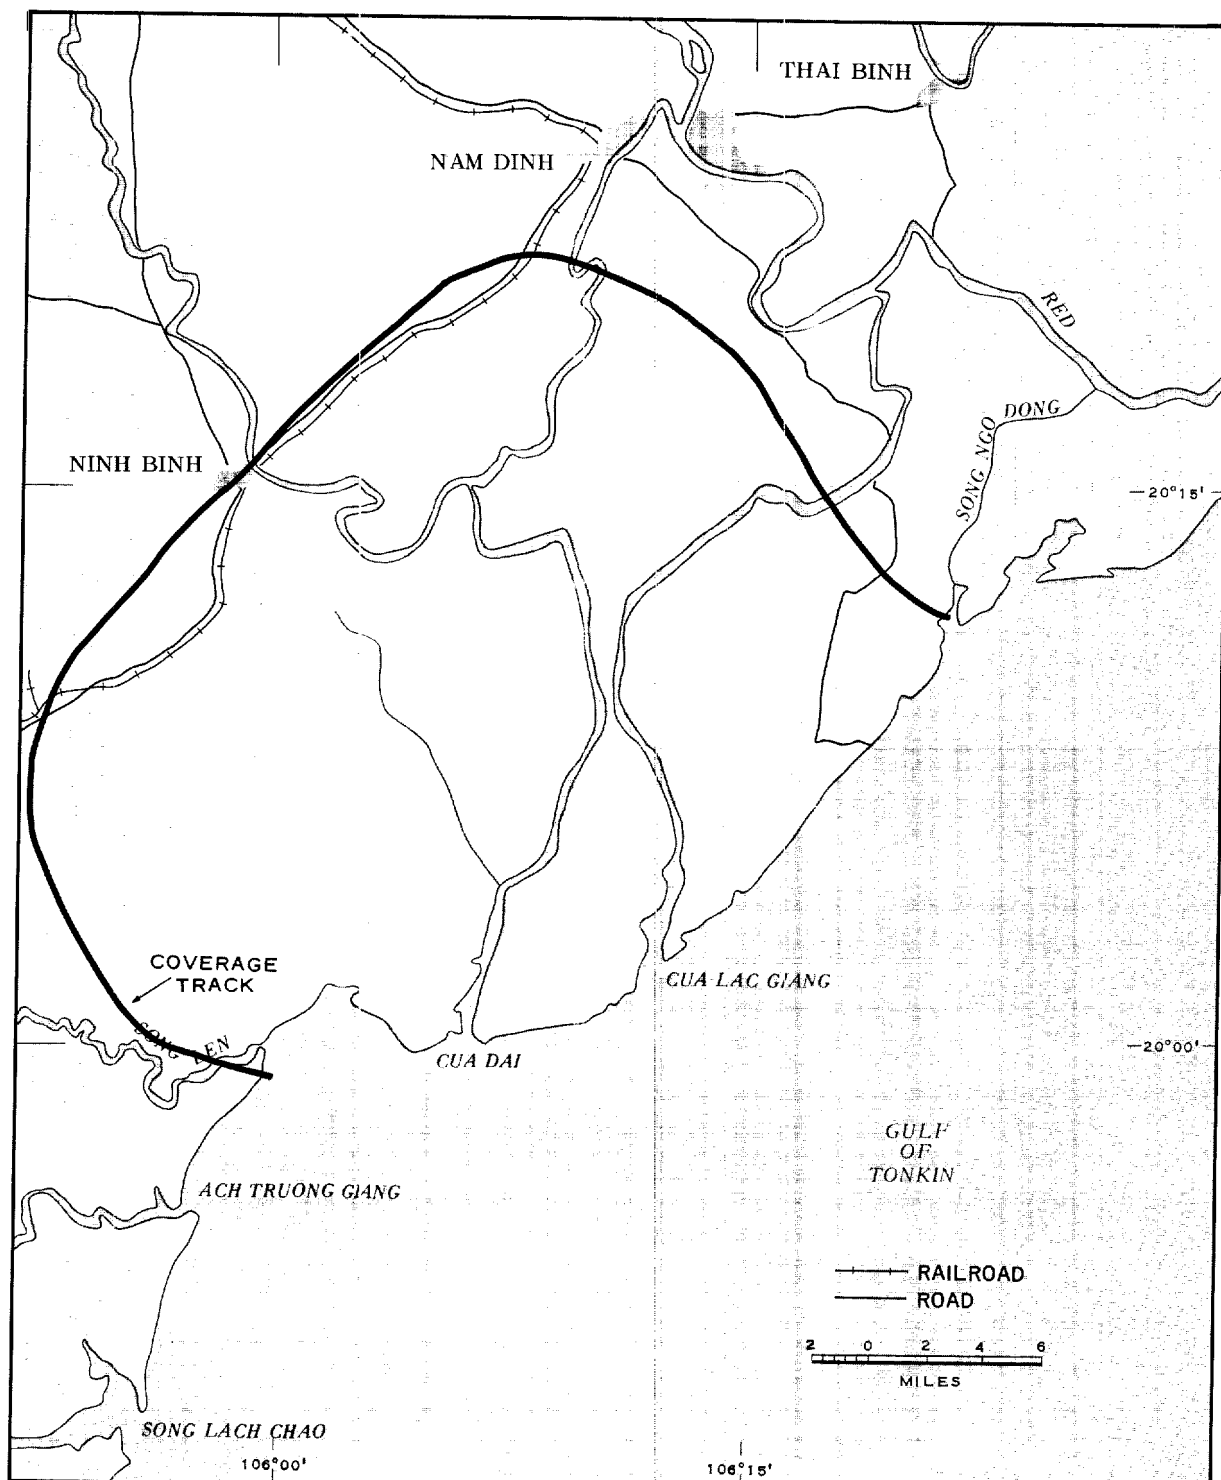 THAI BINH
NAM DINH
RED
SONG NGO DONG
NINH BINH
20°15'
COVERAGE
TRACK
SONG LEN
CUA LAC GIANG
20°00'
CUA DAI
GULF
OF
TONKIN
ACH TRUONG GIANG
RAILROAD
ROAD
2 0 2 4 6
MILES
SONG LACH CHAO
106°00'
106°15'